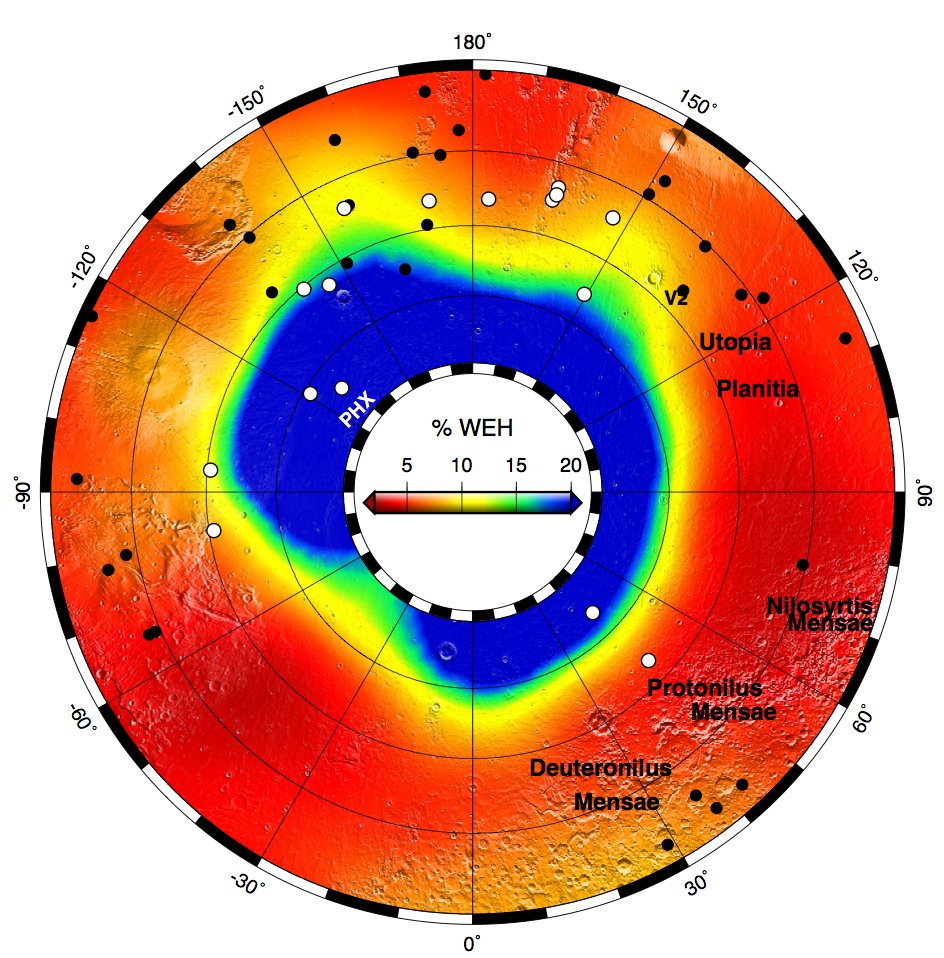 180°
-150°
150°
-120°
120°
V2
Utopia
Planitia
PHX
% WEH
5 10 15 20
-90°
90°
Nilosyrtis
Mensae
Protonilus
Mensae
-60°
60°
Deuteronilus
Mensae
-30°
30°
0°